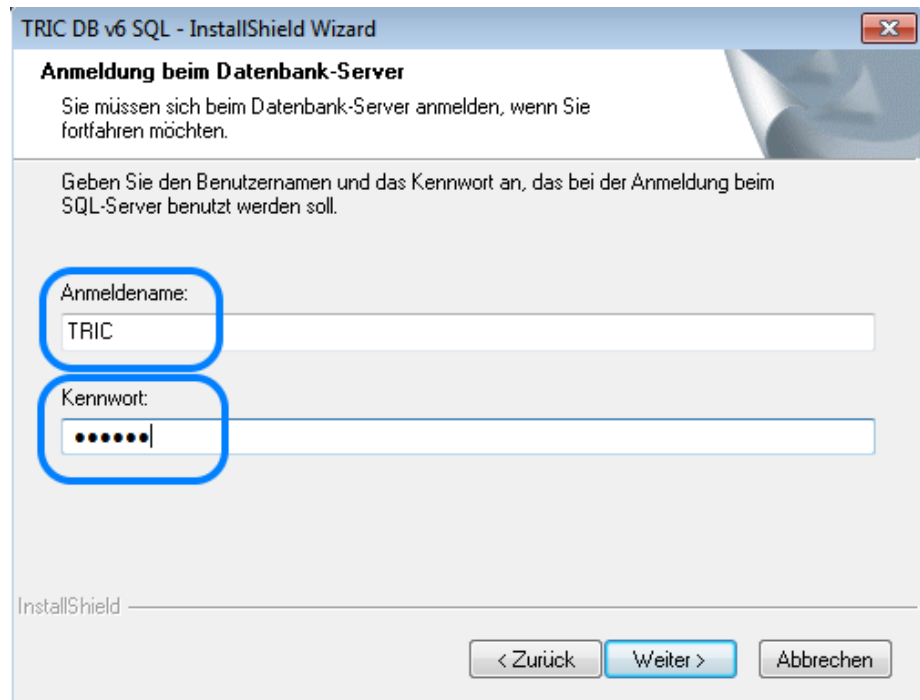 TRIC DB v6 SQL - InstallShield Wizard
Anmeldung beim Datenbank-Server
Sie müssen sich beim Datenbank-Server anmelden, wenn Sie
fortfahren möchten.
Geben Sie den Benutzernamen und das Kennwort an, das bei der Anmeldung beim
SQL-Server benutzt werden soll.
Anmeldename:
TRIC
Kennwort:
●●●●●●
InstallShield
< Zurück Weiter > Abbrechen